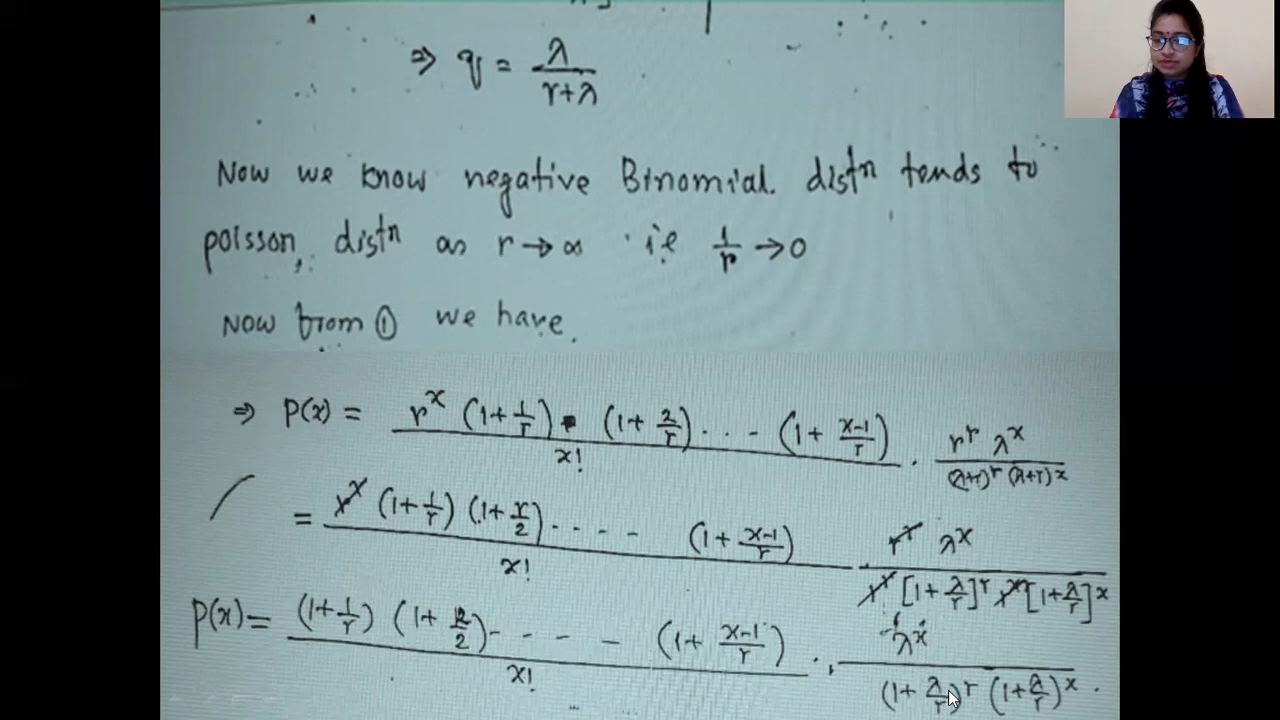 ⇒ q = λ/(r+λ)
Now we know negative Binomial distⁿ tends to
poisson distⁿ as r→∞ i.e 1/r →0
Now from ① we have
⇒ P(x) = r^x (1+1/r) . (1+2/r) . . . - (1+(x-1)/r) / x! . r^r λ^x / (λ+r)^r (λ+r)^x
= r^x (1+1/r) (1+r/2) . . . - - (1+(x-1)/r) / x! r^r λ^x / r^r [1+λ/r]^r r^x [1+λ/r]^x
P(x) = (1+1/r) (1+2/2) - - - - (1+(x-1)/r) / x! . λ^x / (1+λ/r)^r (1+λ/r)^x .